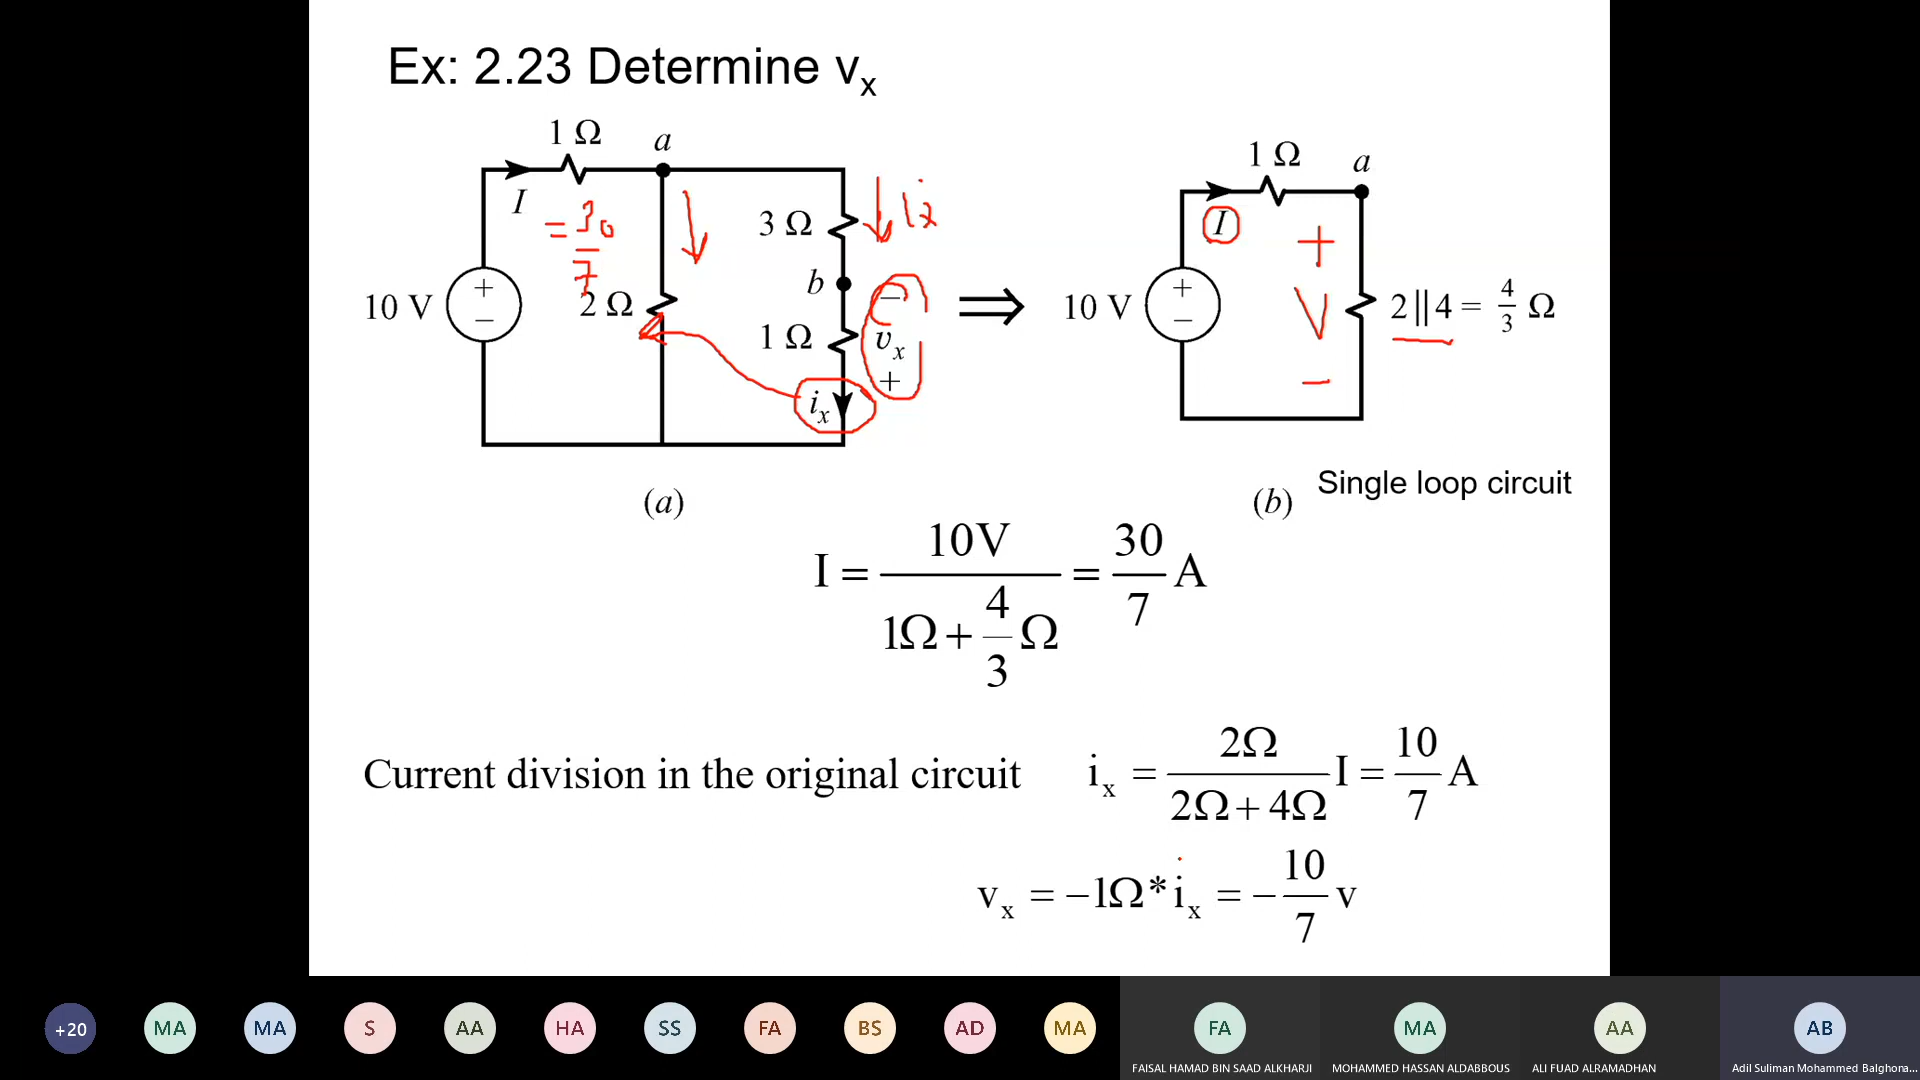 Ex: 2.23 Determine vx
1 Ω
a
I
= 30
7
3 Ω
ix
10 V
+
−
2 Ω
b
1 Ω
−
vx
+
ix
(a)
⇒
1 Ω
a
I
10 V
+
−
+
V
−
2||4 = 4/3 Ω
(b)
Single loop circuit
I = 10V / (1Ω + 4/3 Ω) = 30/7 A
Current division in the original circuit ix = 2Ω / (2Ω + 4Ω) I = 10/7 A
vx = −1Ω * ix = − 10/7 v
+20
MA
MA
S
AA
HA
SS
FA
BS
AD
MA
FA
FAISAL HAMAD BIN SAAD ALKHARJI
MA
MOHAMMED HASSAN ALDABBOUS
AA
ALI FUAD ALRAMADHAN
AB
Adil Suliman Mohammed Balghona...